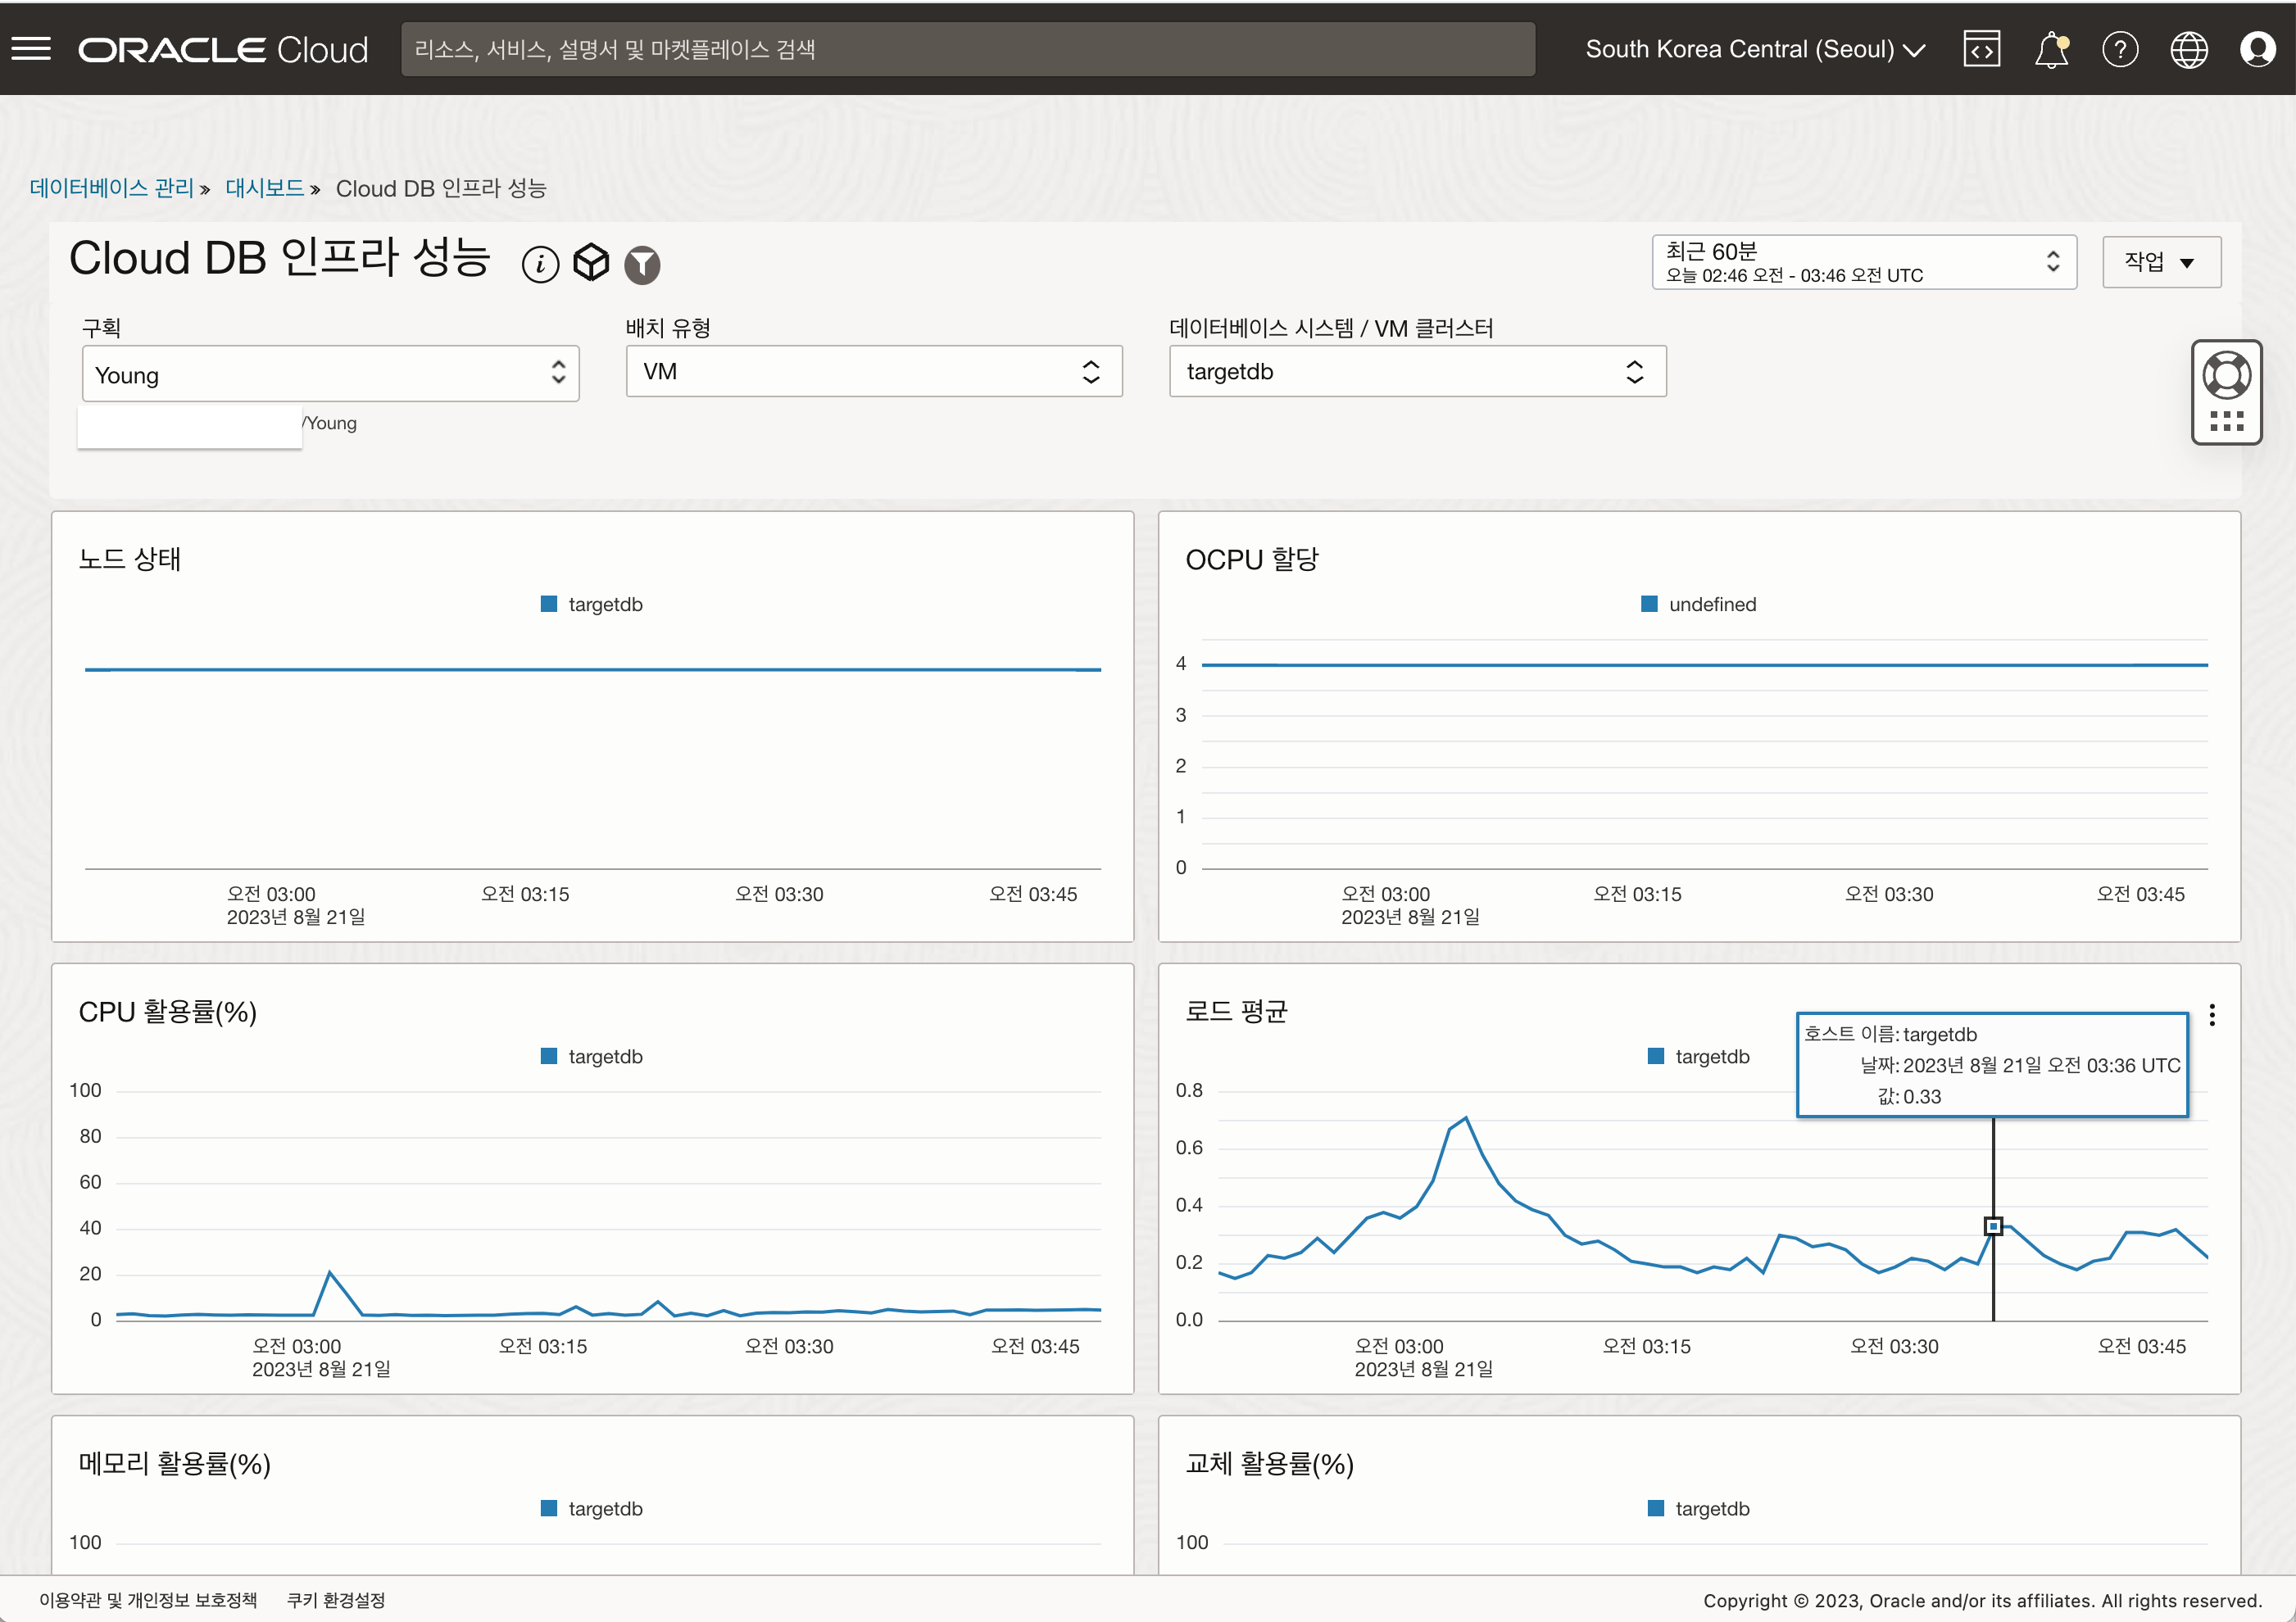 ORACLE Cloud
리소스, 서비스, 설명서 및 마켓플레이스 검색
South Korea Central (Seoul)
데이터베이스 관리 » 대시보드 » Cloud DB 인프라 성능
Cloud DB 인프라 성능
최근 60분
오늘 02:46 오전 - 03:46 오전 UTC
작업
구획
Young
/Young
배치 유형
VM
데이터베이스 시스템 / VM 클러스터
targetdb
노드 상태
targetdb
오전 03:00 오전 03:15 오전 03:30 오전 03:45
2023년 8월 21일
OCPU 할당
undefined
4
3
2
1
0
오전 03:00 오전 03:15 오전 03:30 오전 03:45
2023년 8월 21일
CPU 활용률(%)
targetdb
100
80
60
40
20
0
오전 03:00 오전 03:15 오전 03:30 오전 03:45
2023년 8월 21일
로드 평균
targetdb
호스트 이름: targetdb
날짜: 2023년 8월 21일 오전 03:36 UTC
값: 0.33
0.8
0.6
0.4
0.2
0.0
오전 03:00 오전 03:15 오전 03:30 오전 03:45
2023년 8월 21일
메모리 활용률(%)
targetdb
100
교체 활용률(%)
targetdb
100
이용약관 및 개인정보 보호정책 쿠키 환경설정
Copyright © 2023, Oracle and/or its affiliates. All rights reserved.